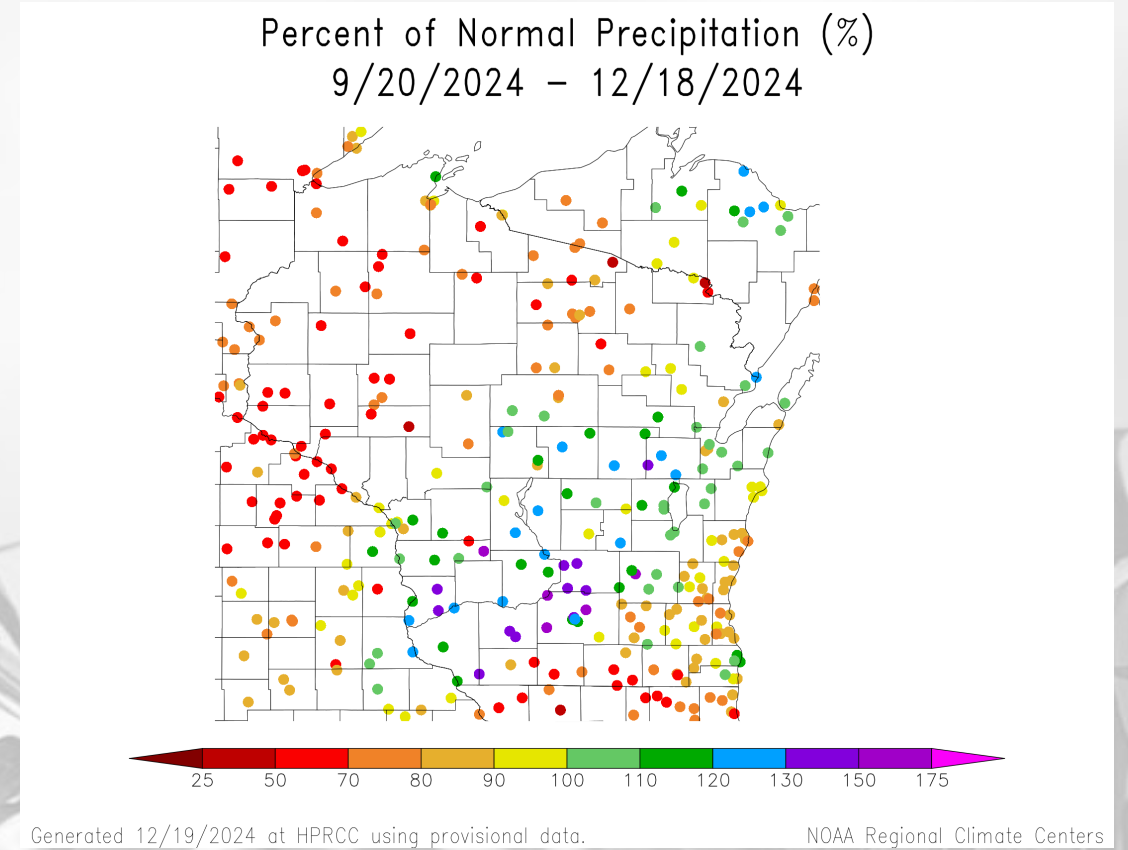 Percent of Normal Precipitation (%)
9/20/2024 – 12/18/2024
25 50 70 80 90 100 110 120 130 150 175
Generated 12/19/2024 at HPRCC using provisional data.
NOAA Regional Climate Centers